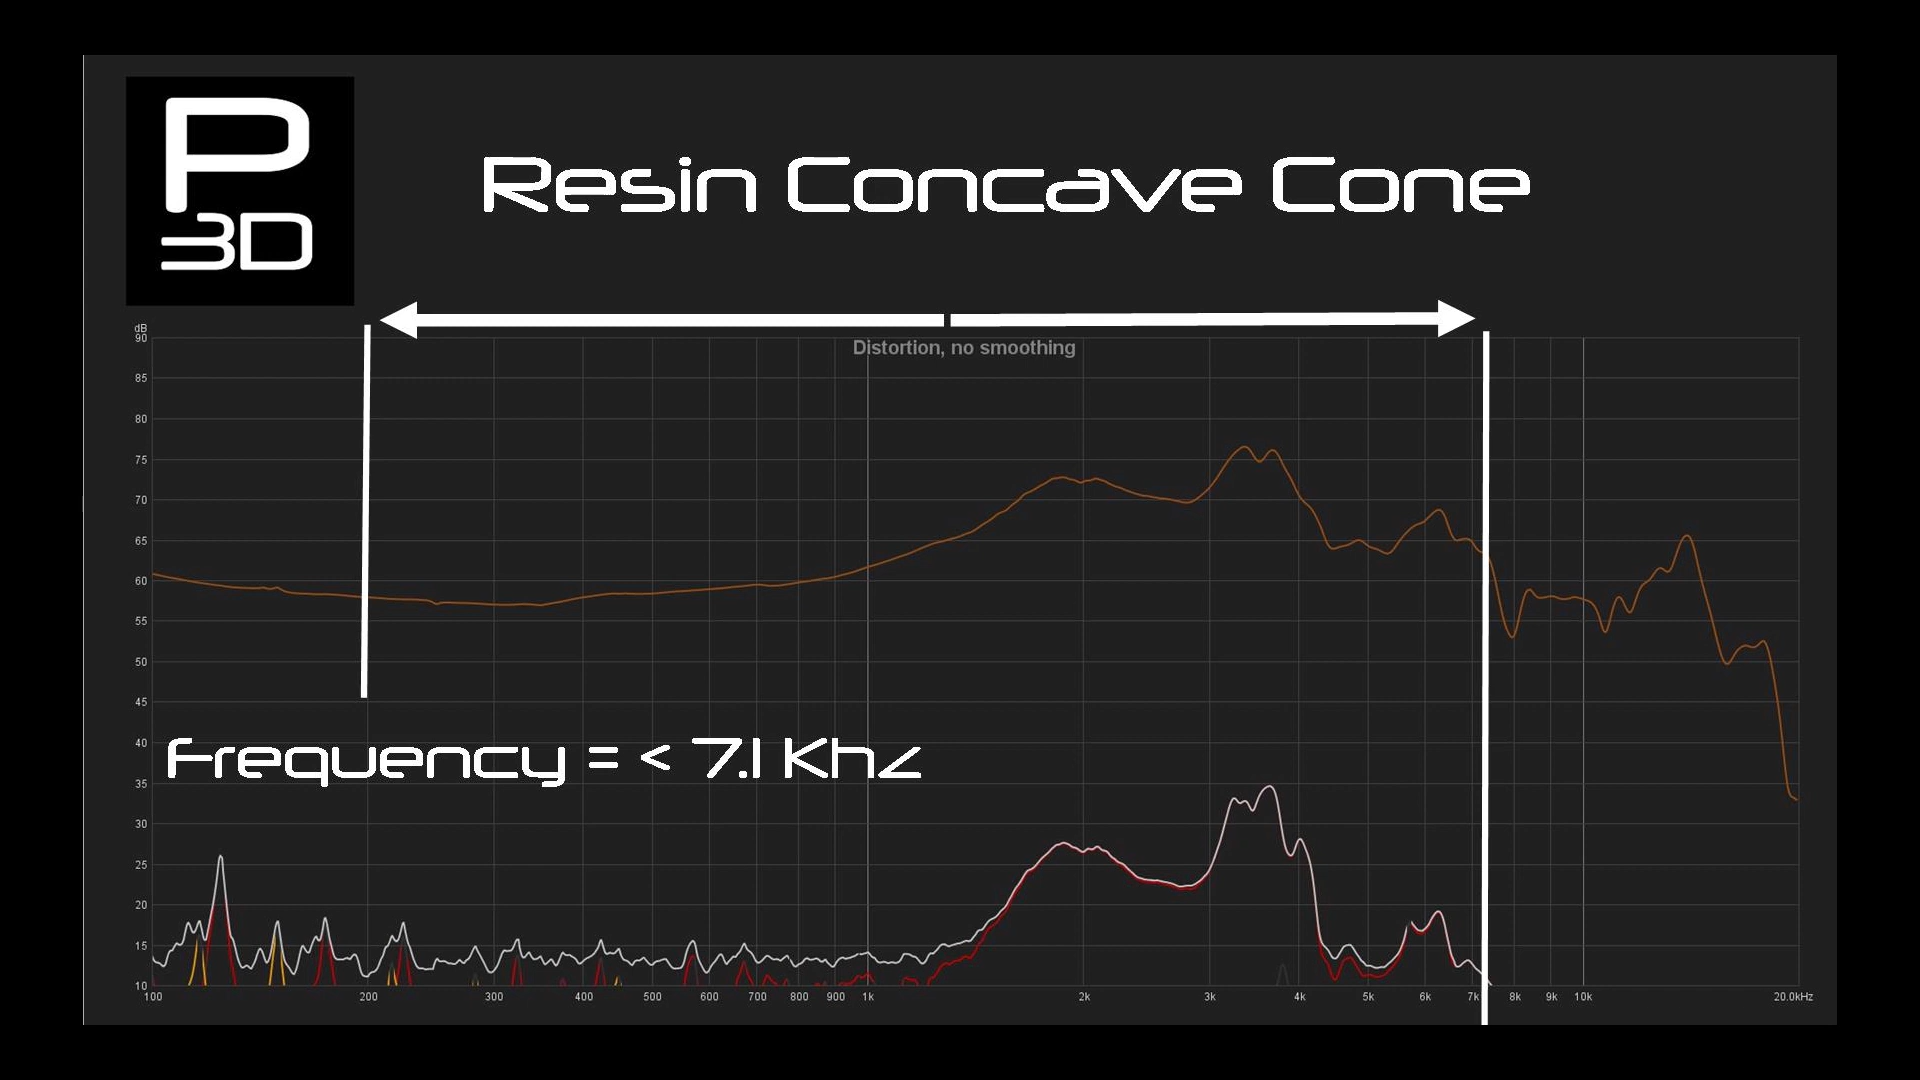 P
3D
Resin Concave Cone
Distortion, no smoothing
dB
90
85
80
75
70
65
60
55
50
45
40
Frequency = < 7.1 Khz
35
30
25
20
15
10
100 200 300 400 500 600 700 800 900 1k 2k 3k 4k 5k 6k 7k 8k 9k 10k 20.0kHz